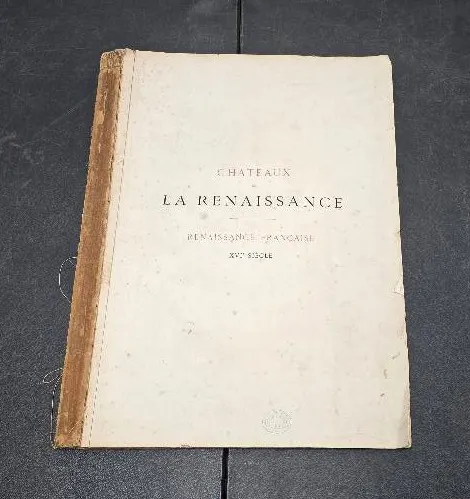 CHATEAUX
LA RENAISSANCE
RENAISSANCE FRANÇAISE
XVIᵉ SIÈCLE